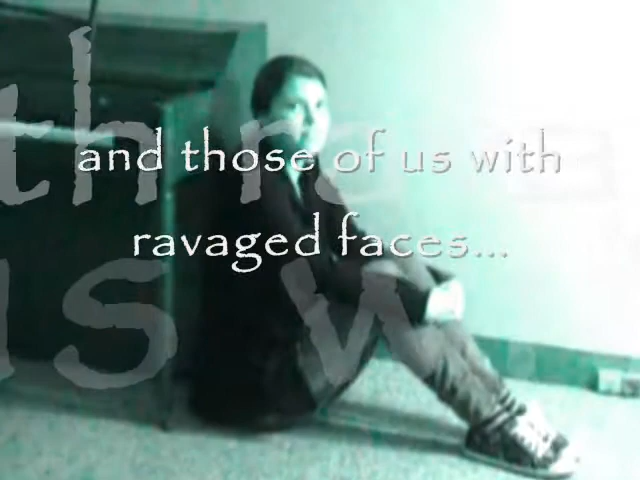 and those of us with
ravaged faces...